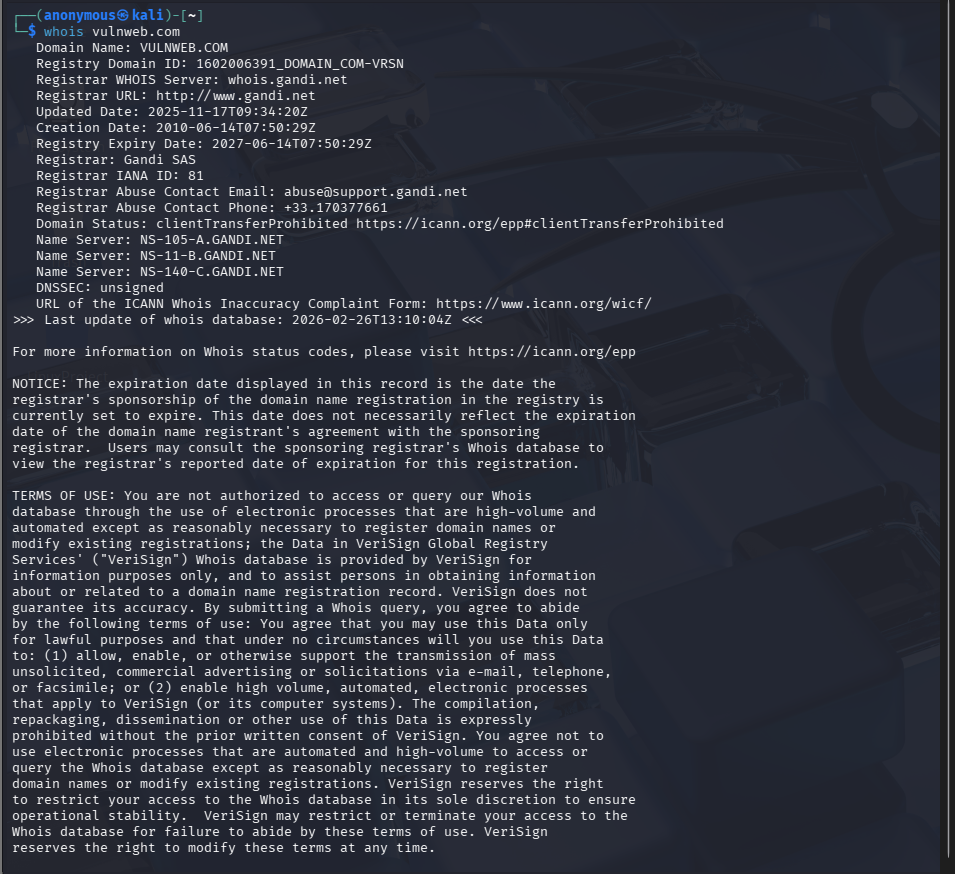 ┌──(anonymous㉿kali)-[~]
└─$ whois vulnweb.com
Domain Name: VULNWEB.COM
Registry Domain ID: 1602006391_DOMAIN_COM-VRSN
Registrar WHOIS Server: whois.gandi.net
Registrar URL: http://www.gandi.net
Updated Date: 2025-11-17T09:34:20Z
Creation Date: 2010-06-14T07:50:29Z
Registry Expiry Date: 2027-06-14T07:50:29Z
Registrar: Gandi SAS
Registrar IANA ID: 81
Registrar Abuse Contact Email: abuse@support.gandi.net
Registrar Abuse Contact Phone: +33.170377661
Domain Status: clientTransferProhibited https://icann.org/epp#clientTransferProhibited
Name Server: NS-105-A.GANDI.NET
Name Server: NS-11-B.GANDI.NET
Name Server: NS-140-C.GANDI.NET
DNSSEC: unsigned
URL of the ICANN Whois Inaccuracy Complaint Form: https://www.icann.org/wicf/
>>> Last update of whois database: 2026-02-26T13:10:04Z <<<

For more information on Whois status codes, please visit https://icann.org/epp

NOTICE: The expiration date displayed in this record is the date the
registrar's sponsorship of the domain name registration in the registry is
currently set to expire. This date does not necessarily reflect the expiration
date of the domain name registrant's agreement with the sponsoring
registrar.  Users may consult the sponsoring registrar's Whois database to
view the registrar's reported date of expiration for this registration.

TERMS OF USE: You are not authorized to access or query our Whois
database through the use of electronic processes that are high-volume and
automated except as reasonably necessary to register domain names or
modify existing registrations; the Data in VeriSign Global Registry
Services' ("VeriSign") Whois database is provided by VeriSign for
information purposes only, and to assist persons in obtaining information
about or related to a domain name registration record. VeriSign does not
guarantee its accuracy. By submitting a Whois query, you agree to abide
by the following terms of use: You agree that you may use this Data only
for lawful purposes and that under no circumstances will you use this Data
to: (1) allow, enable, or otherwise support the transmission of mass
unsolicited, commercial advertising or solicitations via e-mail, telephone,
or facsimile; or (2) enable high volume, automated, electronic processes
that apply to VeriSign (or its computer systems). The compilation,
repackaging, dissemination or other use of this Data is expressly
prohibited without the prior written consent of VeriSign. You agree not to
use electronic processes that are automated and high-volume to access or
query the Whois database except as reasonably necessary to register
domain names or modify existing registrations. VeriSign reserves the right
to restrict your access to the Whois database in its sole discretion to ensure
operational stability.  VeriSign may restrict or terminate your access to the
Whois database for failure to abide by these terms of use. VeriSign
reserves the right to modify these terms at any time.